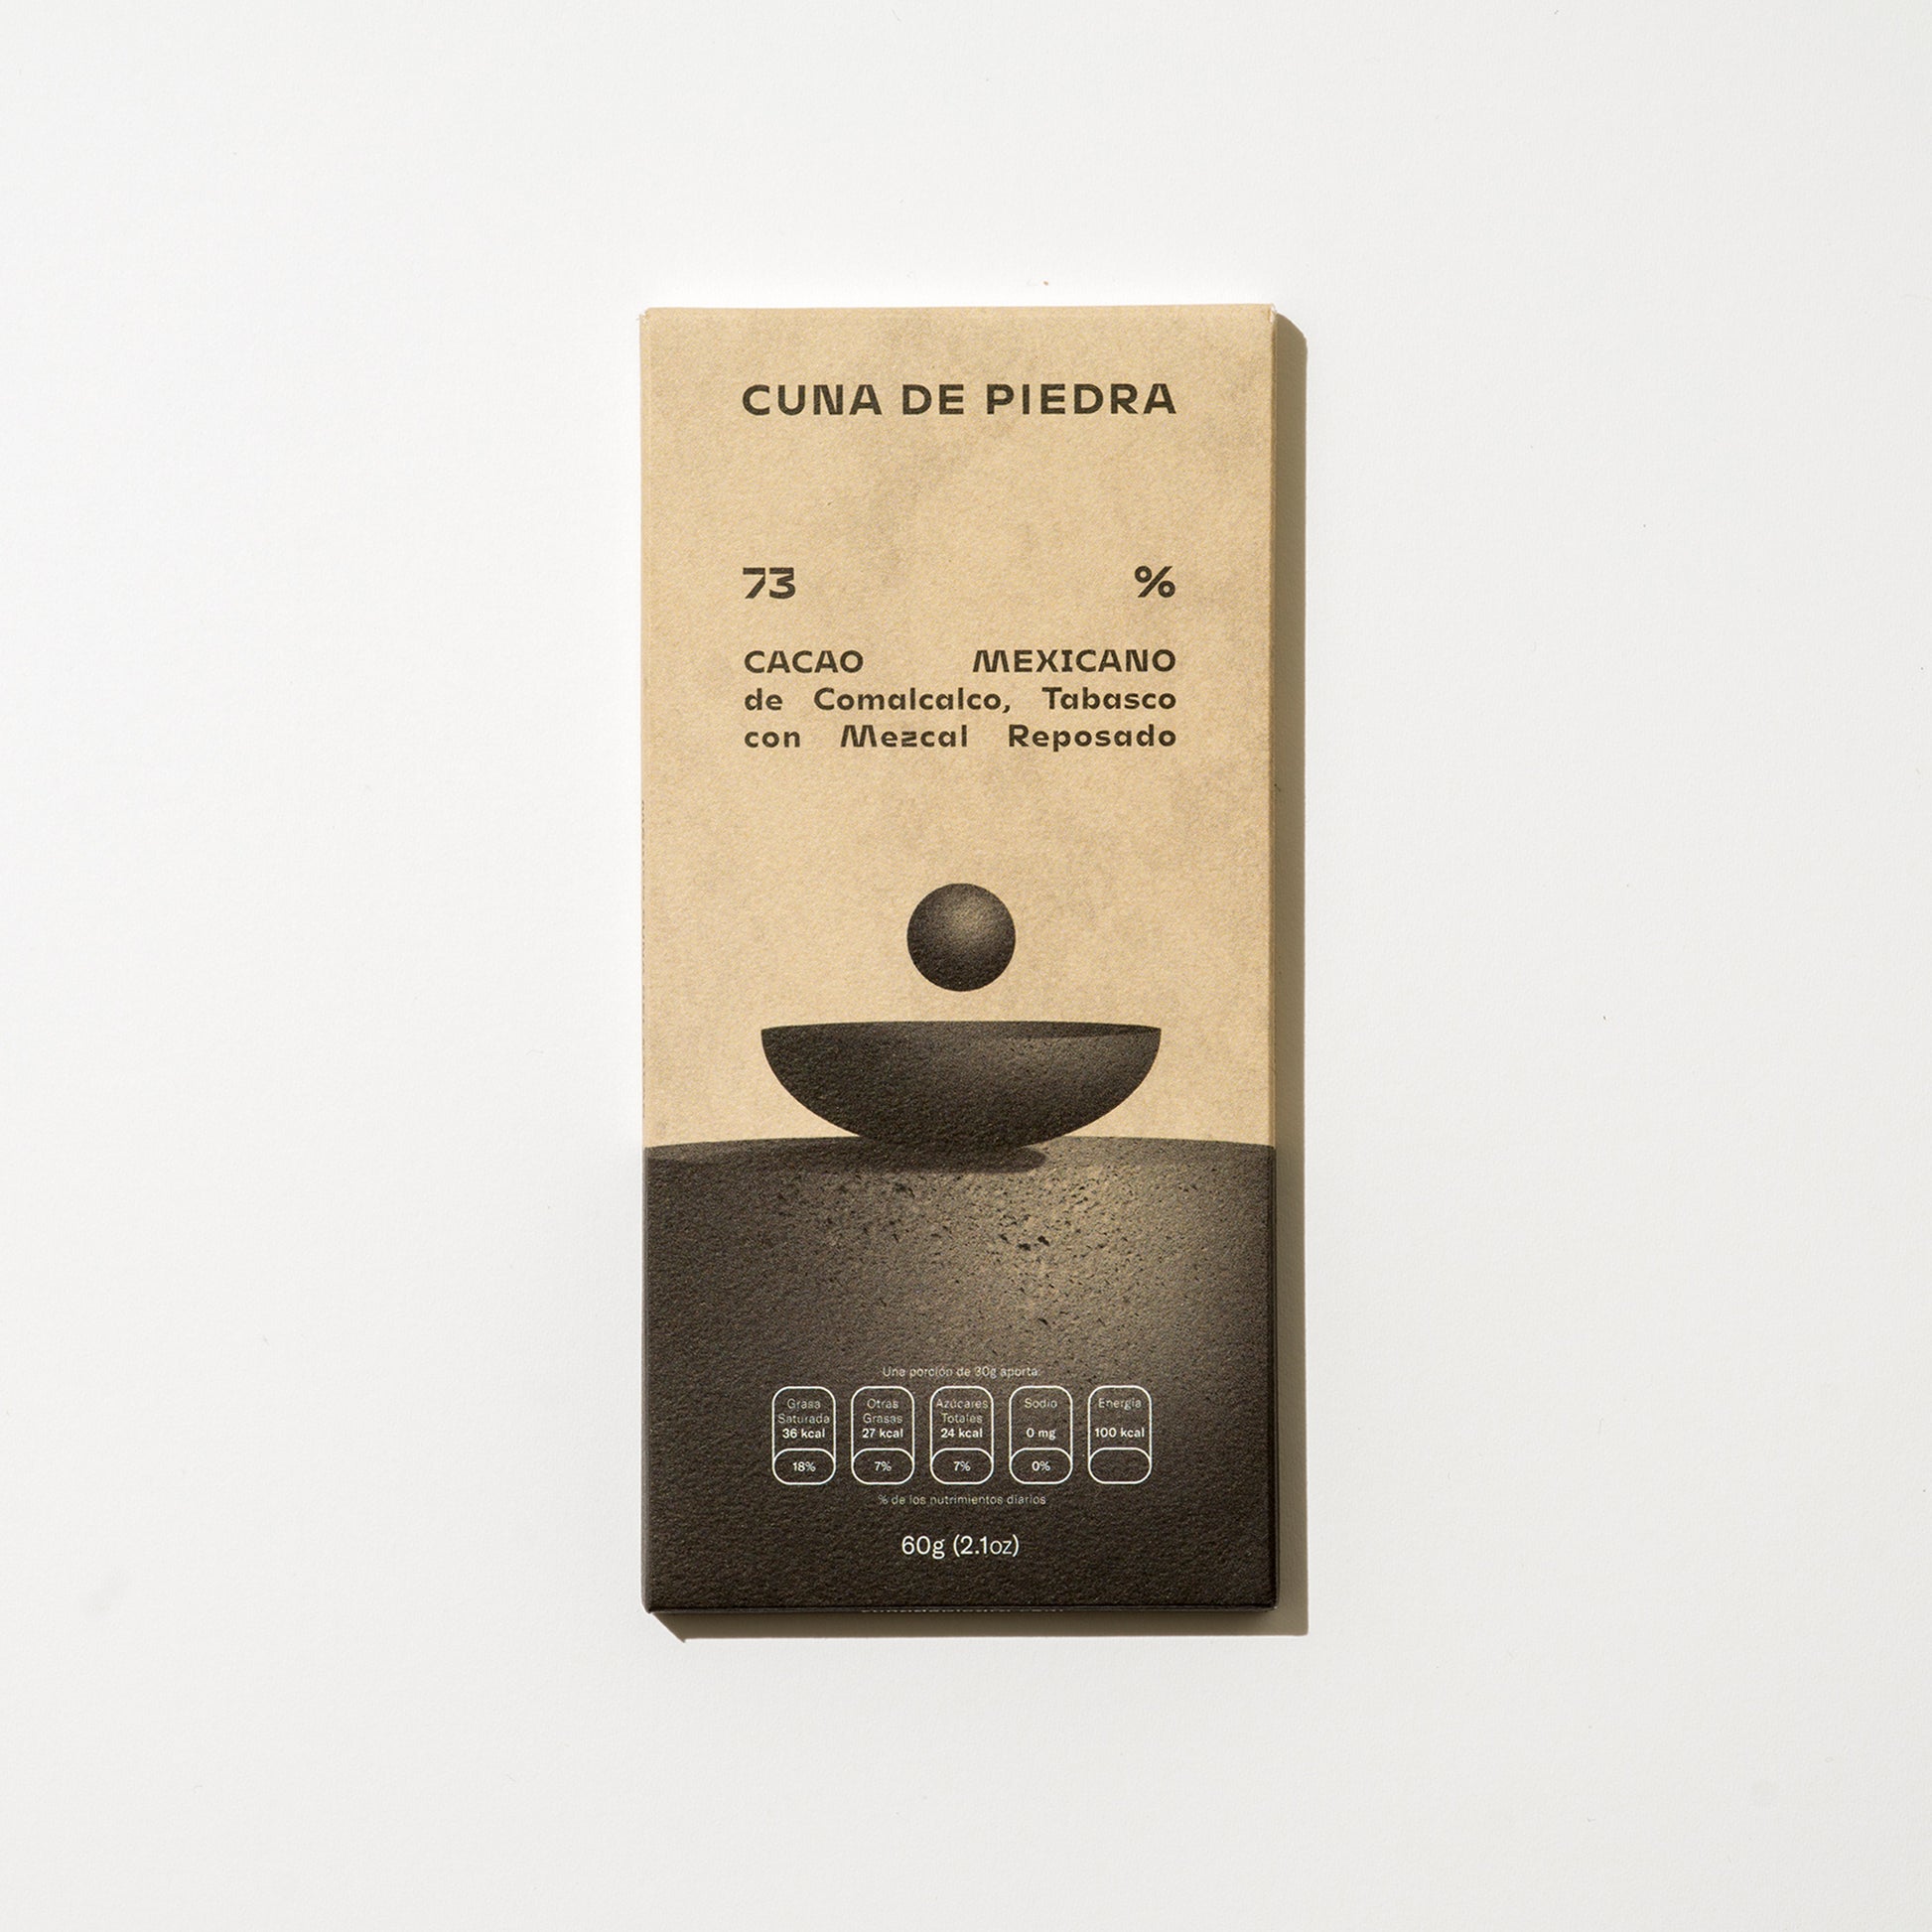 CUNA DE PIEDRA
73 %
CACAO MEXICANO
de Comalcalco, Tabasco
con Mezcal Reposado
Una porción de 30g aporta:
Grasa Saturada 36 kcal 18%
Otras Grasas 27 kcal 7%
Azúcares Totales 24 kcal 7%
Sodio 0 mg 0%
Energía 100 kcal
% de los nutrimientos diarios
60g (2.1oz)